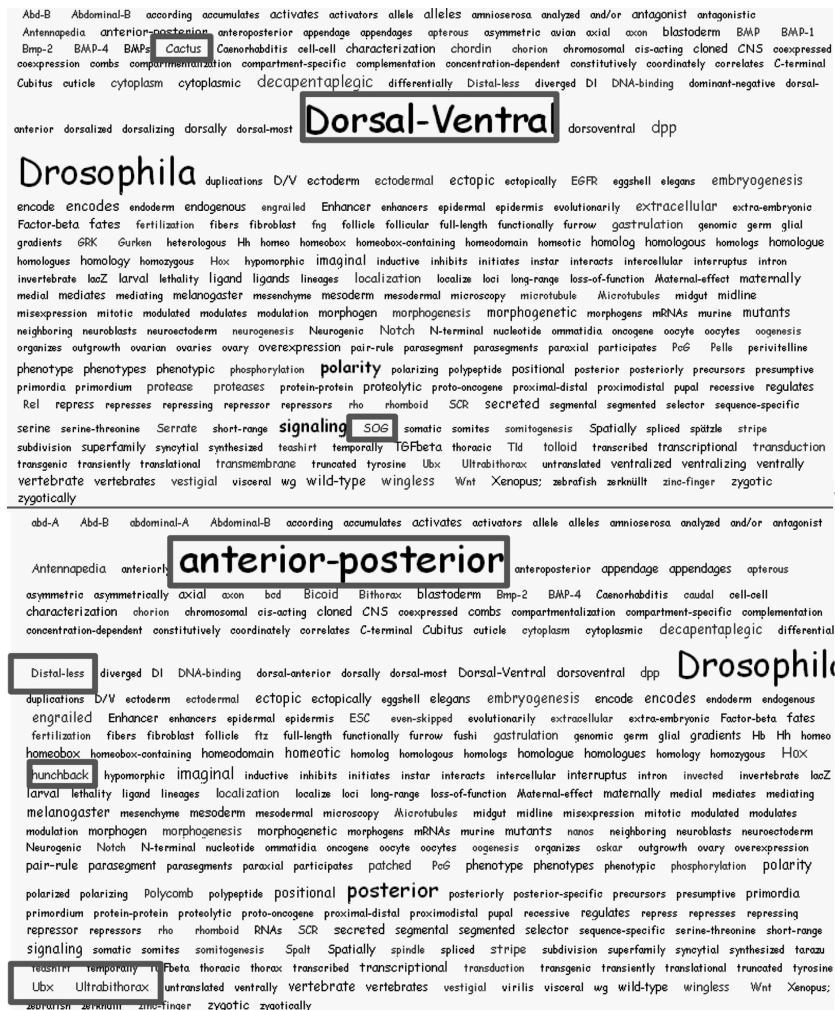 Abd-B Abdominal-B according accumulates activates activators allele alleles amnioserosa analyzed and/or antagonist antagonistic
Antennapedia anterior-posterior anteroposterior appendage appendages apterous asymmetric avian axial axon blastoderm BMP BMP-1
Bmp-2 BMP-4 BMPs Cactus Caenorhabditis cell-cell characterization chordin chorion chromosomal cis-acting cloned CNS coexpressed
coexpression combs compartmentalization compartment-specific complementation concentration-dependent constitutively coordinately correlates C-terminal
Cubitus cuticle cytoplasm cytoplasmic decapentaplegic differentially Distal-less diverged DI DNA-binding dominant-negative dorsal-
anterior dorsalized dorsalizing dorsally dorsal-most Dorsal-Ventral dorsoventral dpp
Drosophila duplications D/V ectoderm ectodermal ectopic ectopically EGFR eggshell elegans embryogenesis
encode encodes endoderm endogenous engrailed Enhancer enhancers epidermal epidermis evolutionarily extracellular extra-embryonic
Factor-beta fates fertilization fibers fibroblast fng follicle follicular full-length functionally furrow gastrulation genomic germ glial
gradients GRK Gurken heterologous Hh homeo homeobox homeobox-containing homeodomain homeotic homolog homologous homologs homologue
homologues homology homozygous Hox hypomorphic imaginal inductive inhibits initiates instar interacts intercellular interruptus intron
invertebrate lacZ larval lethality ligand ligands lineages localization localize loci long-range loss-of-function Maternal-effect maternally
medial mediates mediating melanogaster mesenchyme mesoderm mesodermal microscopy microtubule Microtubules midgut midline
misexpression mitotic modulated modulates modulation morphogen morphogenesis morphogenetic morphogens mRNAs murine mutants
neighboring neuroblasts neuroectoderm neurogenesis Neurogenic Notch N-terminal nucleotide ommatidia oncogene oocyte oocytes oogenesis
organizes outgrowth ovarian ovaries ovary overexpression pair-rule parasegment parasegments paraxial participates PcG Pelle perivitelline
phenotype phenotypes phenotypic phosphorylation polarity polarizing polypeptide positional posterior posteriorly precursors presumptive
primordia primordium protease proteases protein-protein proteolytic proto-oncogene proximal-distal proximodistal pupal recessive regulates
Rel repress represses repressing repressor repressors rho rhomboid SCR secreted segmental segmented selector sequence-specific
serine serine-threonine Serrate short-range signaling SOG somatic somites somitogenesis Spatially spliced spätzle stripe
subdivision superfamily syncytial synthesized teashirt temporally TGFbeta thoracic Tld tolloid transcribed transcriptional transduction
transgenic transiently translational transmembrane truncated tyrosine Ubx Ultrabithorax untranslated ventralized ventralizing ventrally
vertebrate vertebrates vestigial visceral wg wild-type wingless Wnt Xenopus; zebrafish zerknüllt zinc-finger zygotic
zygotically
abd-A Abd-B abdominal-A Abdominal-B according accumulates activates activators allele alleles amnioserosa analyzed and/or antagonist
Antennapedia anteriorly anterior-posterior anteroposterior appendage appendages apterous
asymmetric asymmetrically axial axon bcd Bicoid Bithorax blastoderm Bmp-2 BMP-4 Caenorhabditis caudal cell-cell
characterization chorion chromosomal cis-acting cloned CNS coexpressed combs compartmentalization compartment-specific complementation
concentration-dependent constitutively coordinately correlates C-terminal Cubitus cuticle cytoplasm cytoplasmic decapentaplegic differential
Distal-less diverged DI DNA-binding dorsal-anterior dorsally dorsal-most Dorsal-Ventral dorsoventral dpp Drosophila
duplications D/V ectoderm ectodermal ectopic ectopically eggshell elegans embryogenesis encode encodes endoderm endogenous
engrailed Enhancer enhancers epidermal epidermis ESC even-skipped evolutionarily extracellular extra-embryonic Factor-beta fates
fertilization fibers fibroblast follicle ftz full-length functionally furrow fushi gastrulation genomic germ glial gradients Hb Hh homeo
homeobox homeobox-containing homeodomain homeotic homolog homologous homologs homologue homologues homology homozygous Hox
hunchback hypomorphic imaginal inductive inhibits initiates instar interacts intercellular interruptus intron invected invertebrate lacZ
larval lethality ligand lineages localization localize loci long-range loss-of-function Maternal-effect maternally medial mediates mediating
melanogaster mesenchyme mesoderm mesodermal microscopy Microtubules midgut midline misexpression mitotic modulated modulates
modulation morphogen morphogenesis morphogenetic morphogens mRNAs murine mutants nanos neighboring neuroblasts neuroectoderm
Neurogenic Notch N-terminal nucleotide ommatidia oncogene oocyte oocytes oogenesis organizes oskar outgrowth ovary overexpression
pair-rule parasegment parasegments paraxial participates patched PcG phenotype phenotypes phenotypic phosphorylation polarity
polarized polarizing Polycomb polypeptide positional posterior posteriorly posterior-specific precursors presumptive primordia
primordium protein-protein proteolytic proto-oncogene proximal-distal proximodistal pupal recessive regulates repress represses repressing
repressor repressors rho rhomboid RNAs SCR secreted segmental segmented selector sequence-specific serine-threonine short-range
signaling somatic somites somitogenesis Spalt Spatially spindle spliced stripe subdivision superfamily syncytial synthesized tarazu
teashirt temporally TGFbeta thoracic thorax transcribed transcriptional transduction transgenic transiently translational truncated tyrosine
Ubx Ultrabithorax untranslated ventrally vertebrate vertebrates vestigial virilis visceral wg wild-type wingless Wnt Xenopus;
zebrafish zerknüllt zinc-finger zygotic zygotically